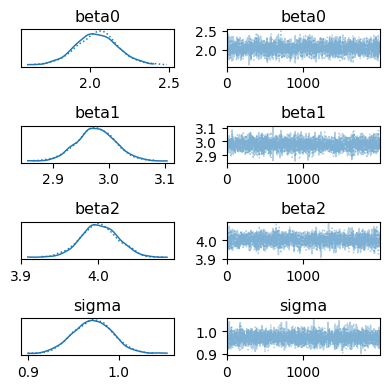 beta0 beta0
2.5
2.0
2.0 2.5 0 1000
beta1 beta1
3.1
3.0
2.9
2.9 3.0 3.1 0 1000
beta2 beta2
4.0
3.9
3.9 4.0 0 1000
sigma sigma
1.0
0.9
0.9 1.0 0 1000